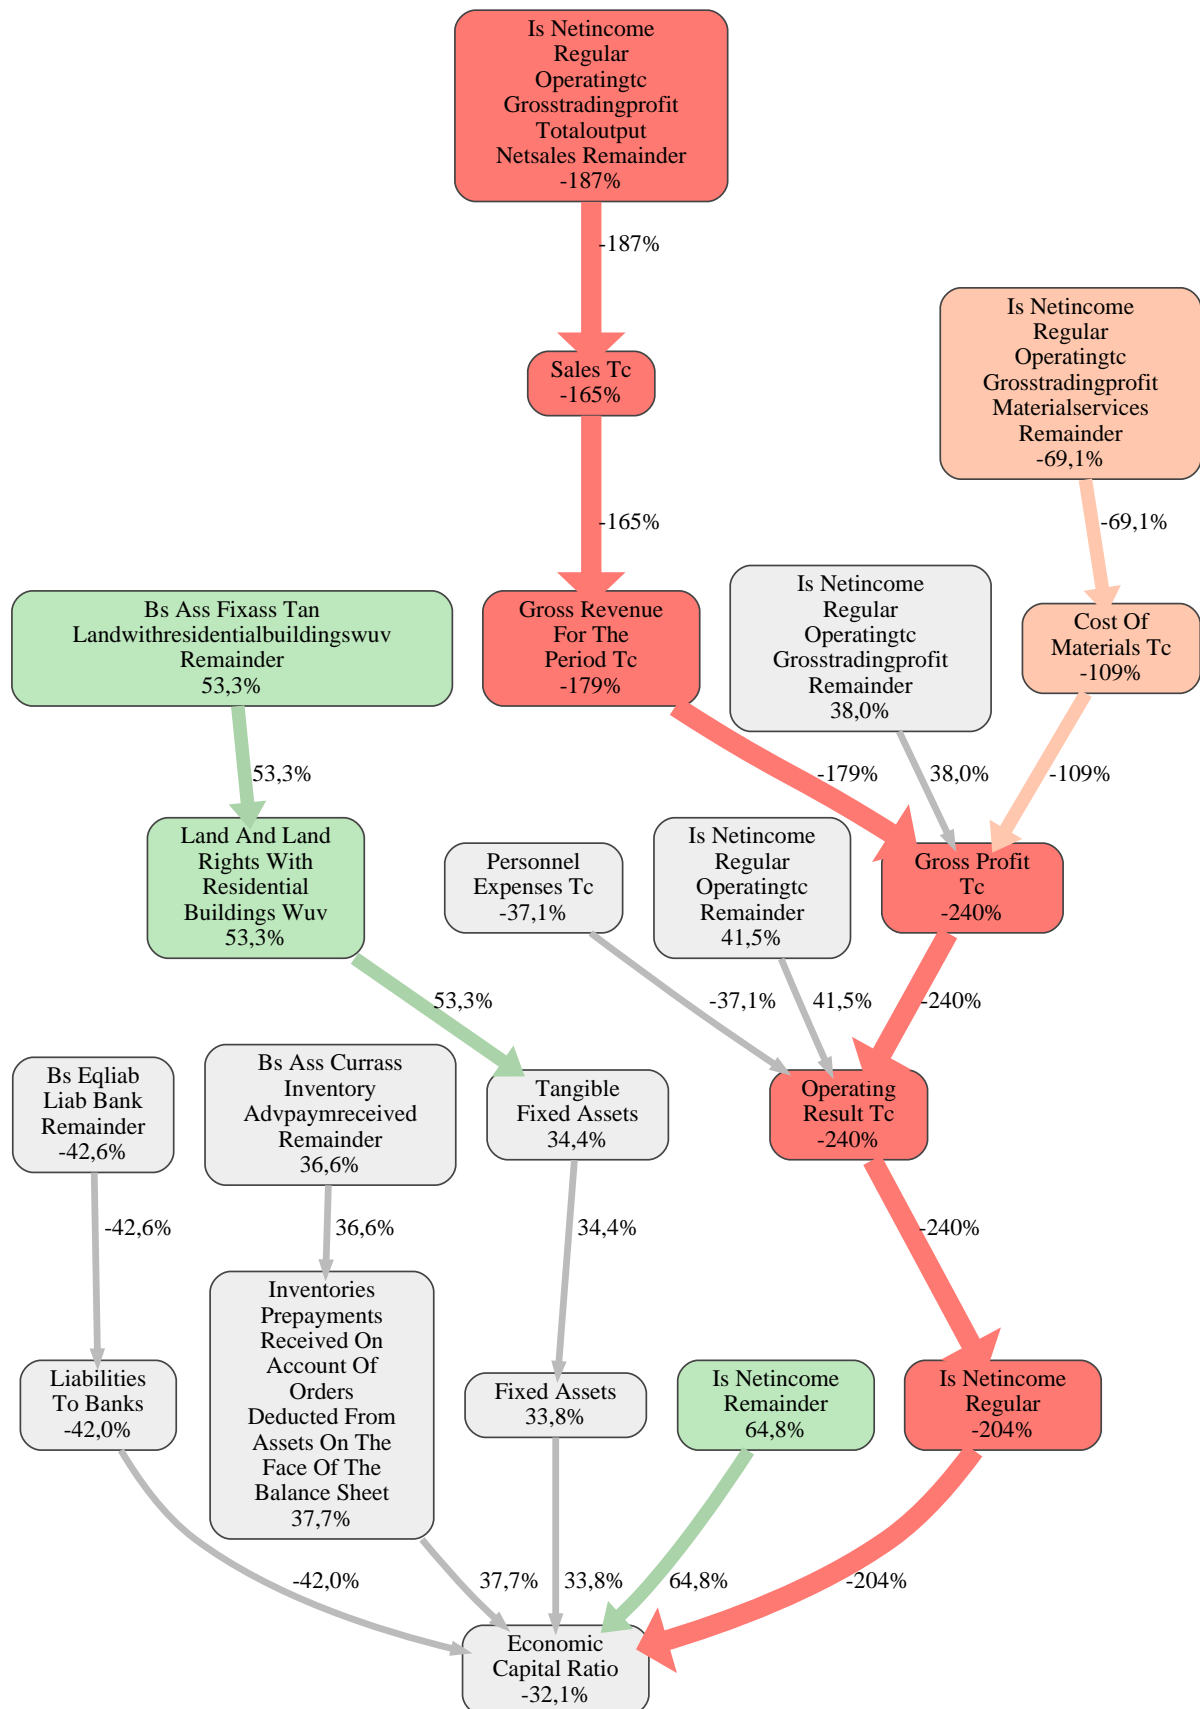 Is Netincome
Regular
Operatingtc
Grosstradingprofit
Totaloutput
Netsales Remainder
-187%
-187%
Is Netincome
Regular
Operatingtc
Grosstradingprofit
Materialservices
Remainder
-69,1%
Sales Tc
-165%
-165%
-69,1%
Bs Ass Fixass Tan
Landwithresidentialbuildingswuv
Remainder
53,3%
Gross Revenue
For The
Period Tc
-179%
Is Netincome
Regular
Operatingtc
Grosstradingprofit
Remainder
38,0%
Cost Of
Materials Tc
-109%
53,3%
-179%
38,0%
-109%
Land And Land
Rights With
Residential
Buildings Wuv
53,3%
Personnel
Expenses Tc
-37,1%
Is Netincome
Regular
Operatingtc
Remainder
41,5%
Gross Profit
Tc
-240%
53,3%
-37,1%
41,5%
-240%
Bs Eqliab
Liab Bank
Remainder
-42,6%
Bs Ass Currass
Inventory
Advpaymreceived
Remainder
36,6%
Tangible
Fixed Assets
34,4%
Operating
Result Tc
-240%
-42,6%
36,6%
34,4%
-240%
Liabilities
To Banks
-42,0%
Inventories
Prepayments
Received On
Account Of
Orders
Deducted From
Assets On The
Face Of The
Balance Sheet
37,7%
Fixed Assets
33,8%
Is Netincome
Remainder
64,8%
Is Netincome
Regular
-204%
-42,0%
37,7%
33,8%
64,8%
-204%
Economic
Capital Ratio
-32,1%